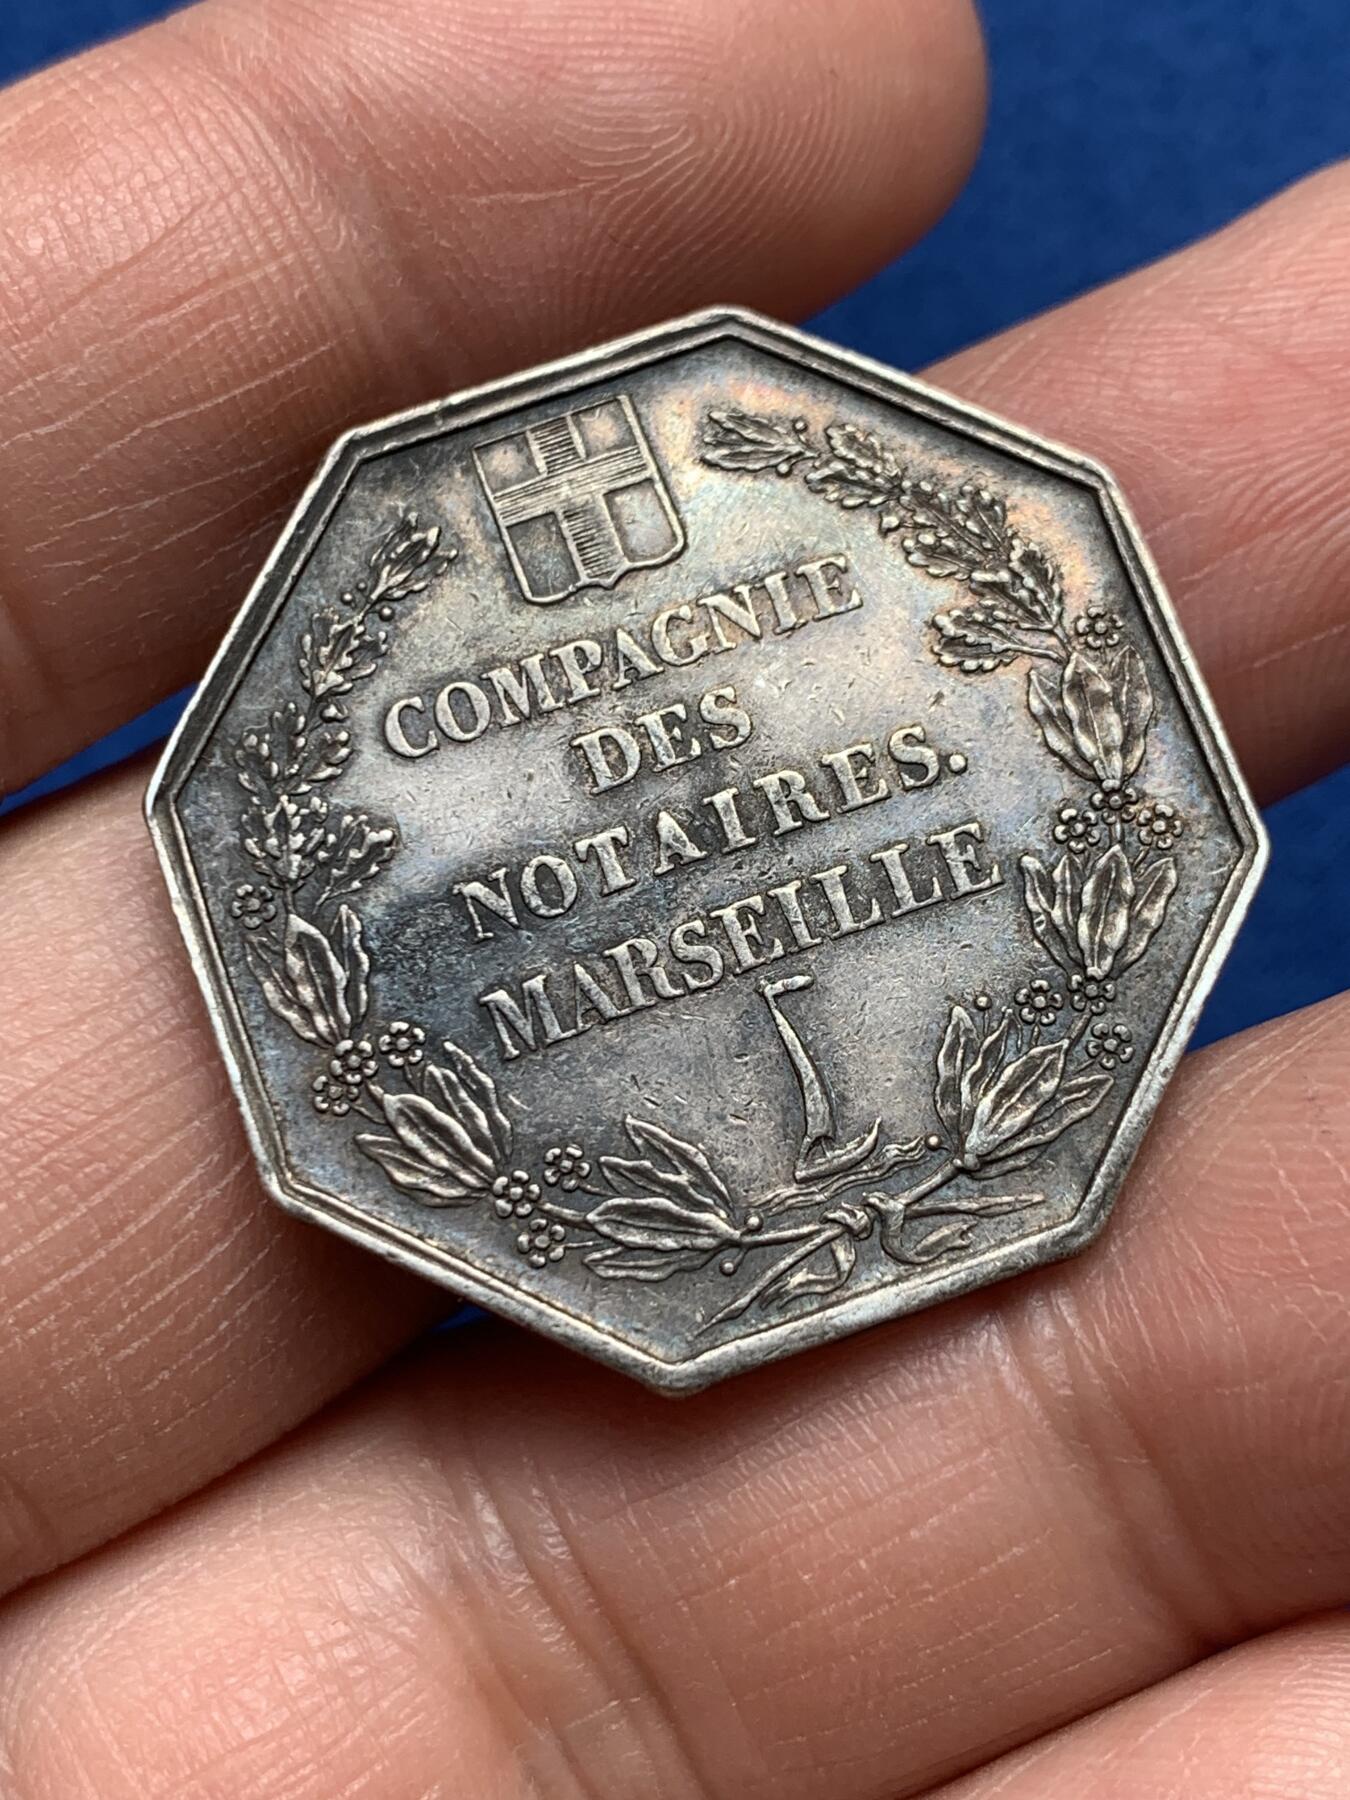 COMPAGNIE
DES
NOTAIRES.
MARSEILLE